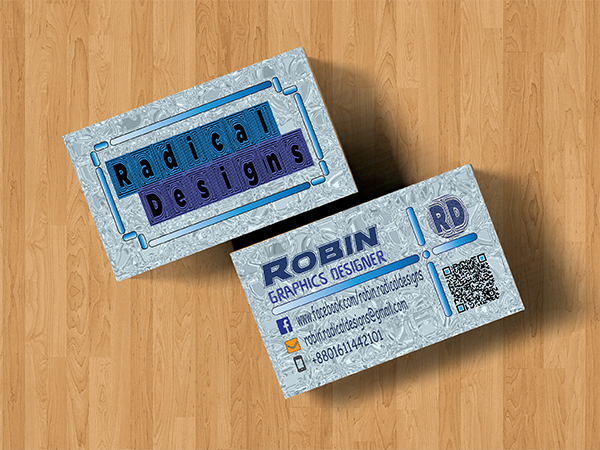 Radical
Designs
ROBIN
GRAPHICS DESIGNER
RD
www.facebook.com/robin.radicaldesigns
robin.radicaldesigns@gmail.com
+8801611442101